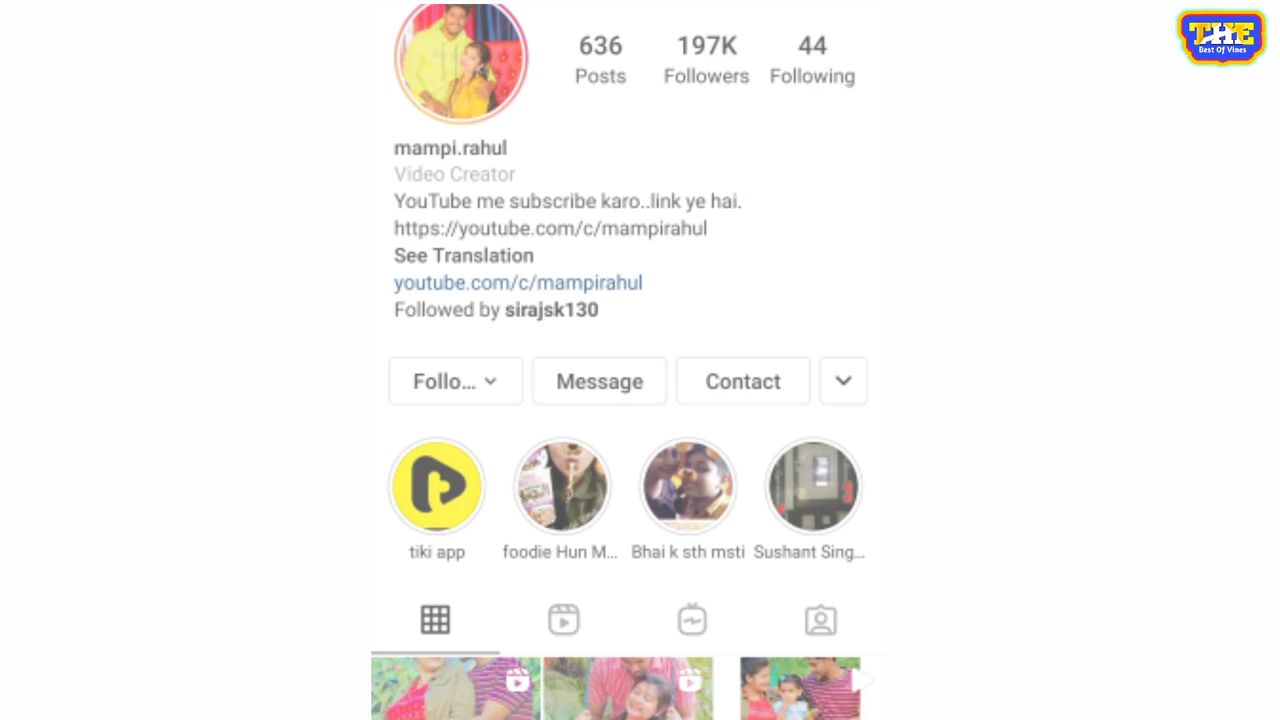 THE
Best Of Vines
636 197K 44
Posts Followers Following
mampi.rahul
Video Creator
YouTube me subscribe karo..link ye hai.
https://youtube.com/c/mampirahul
See Translation
youtube.com/c/mampirahul
Followed by sirajsk130
Follo... Message Contact
tiki app foodie Hun M... Bhai k sth msti Sushant Sing...